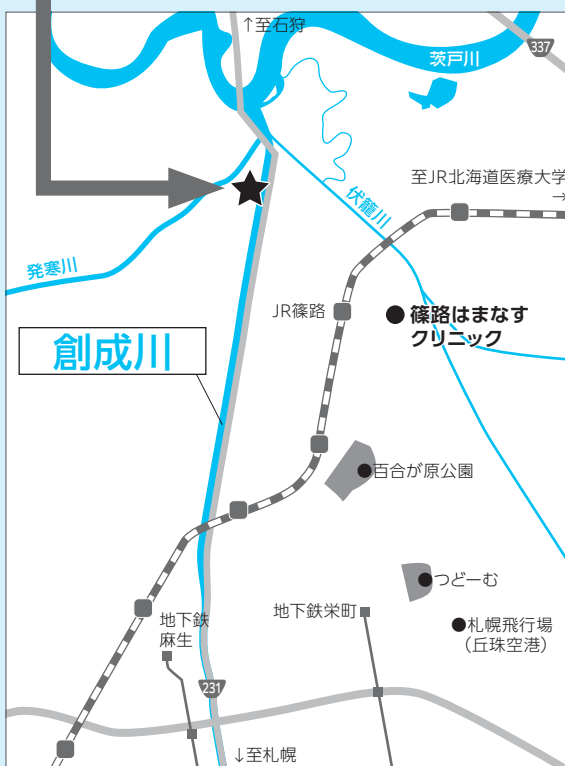 ↑至石狩
茨戸川
337
至JR北海道医療大学
→
伏籠川
発寒川
JR篠路
篠路はまなす
クリニック
創成川
百合が原公園
つどーむ
地下鉄栄町
地下鉄
麻生
札幌飛行場
(丘珠空港)
231
↓至札幌